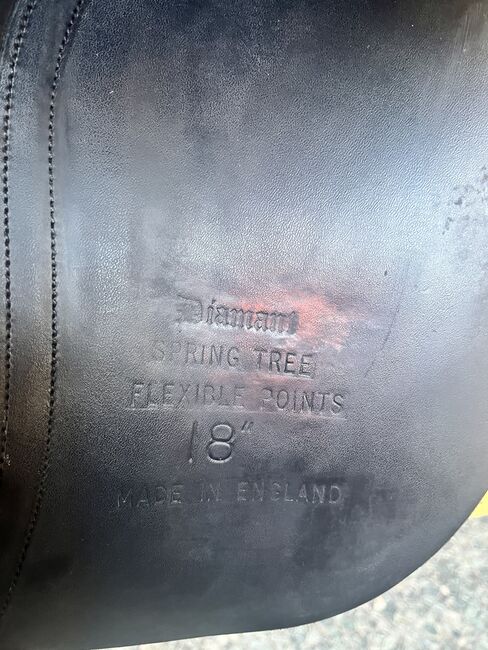 Diamant
SPRING TREE
FLEXIBLE POINTS
18"
MADE IN ENGLAND